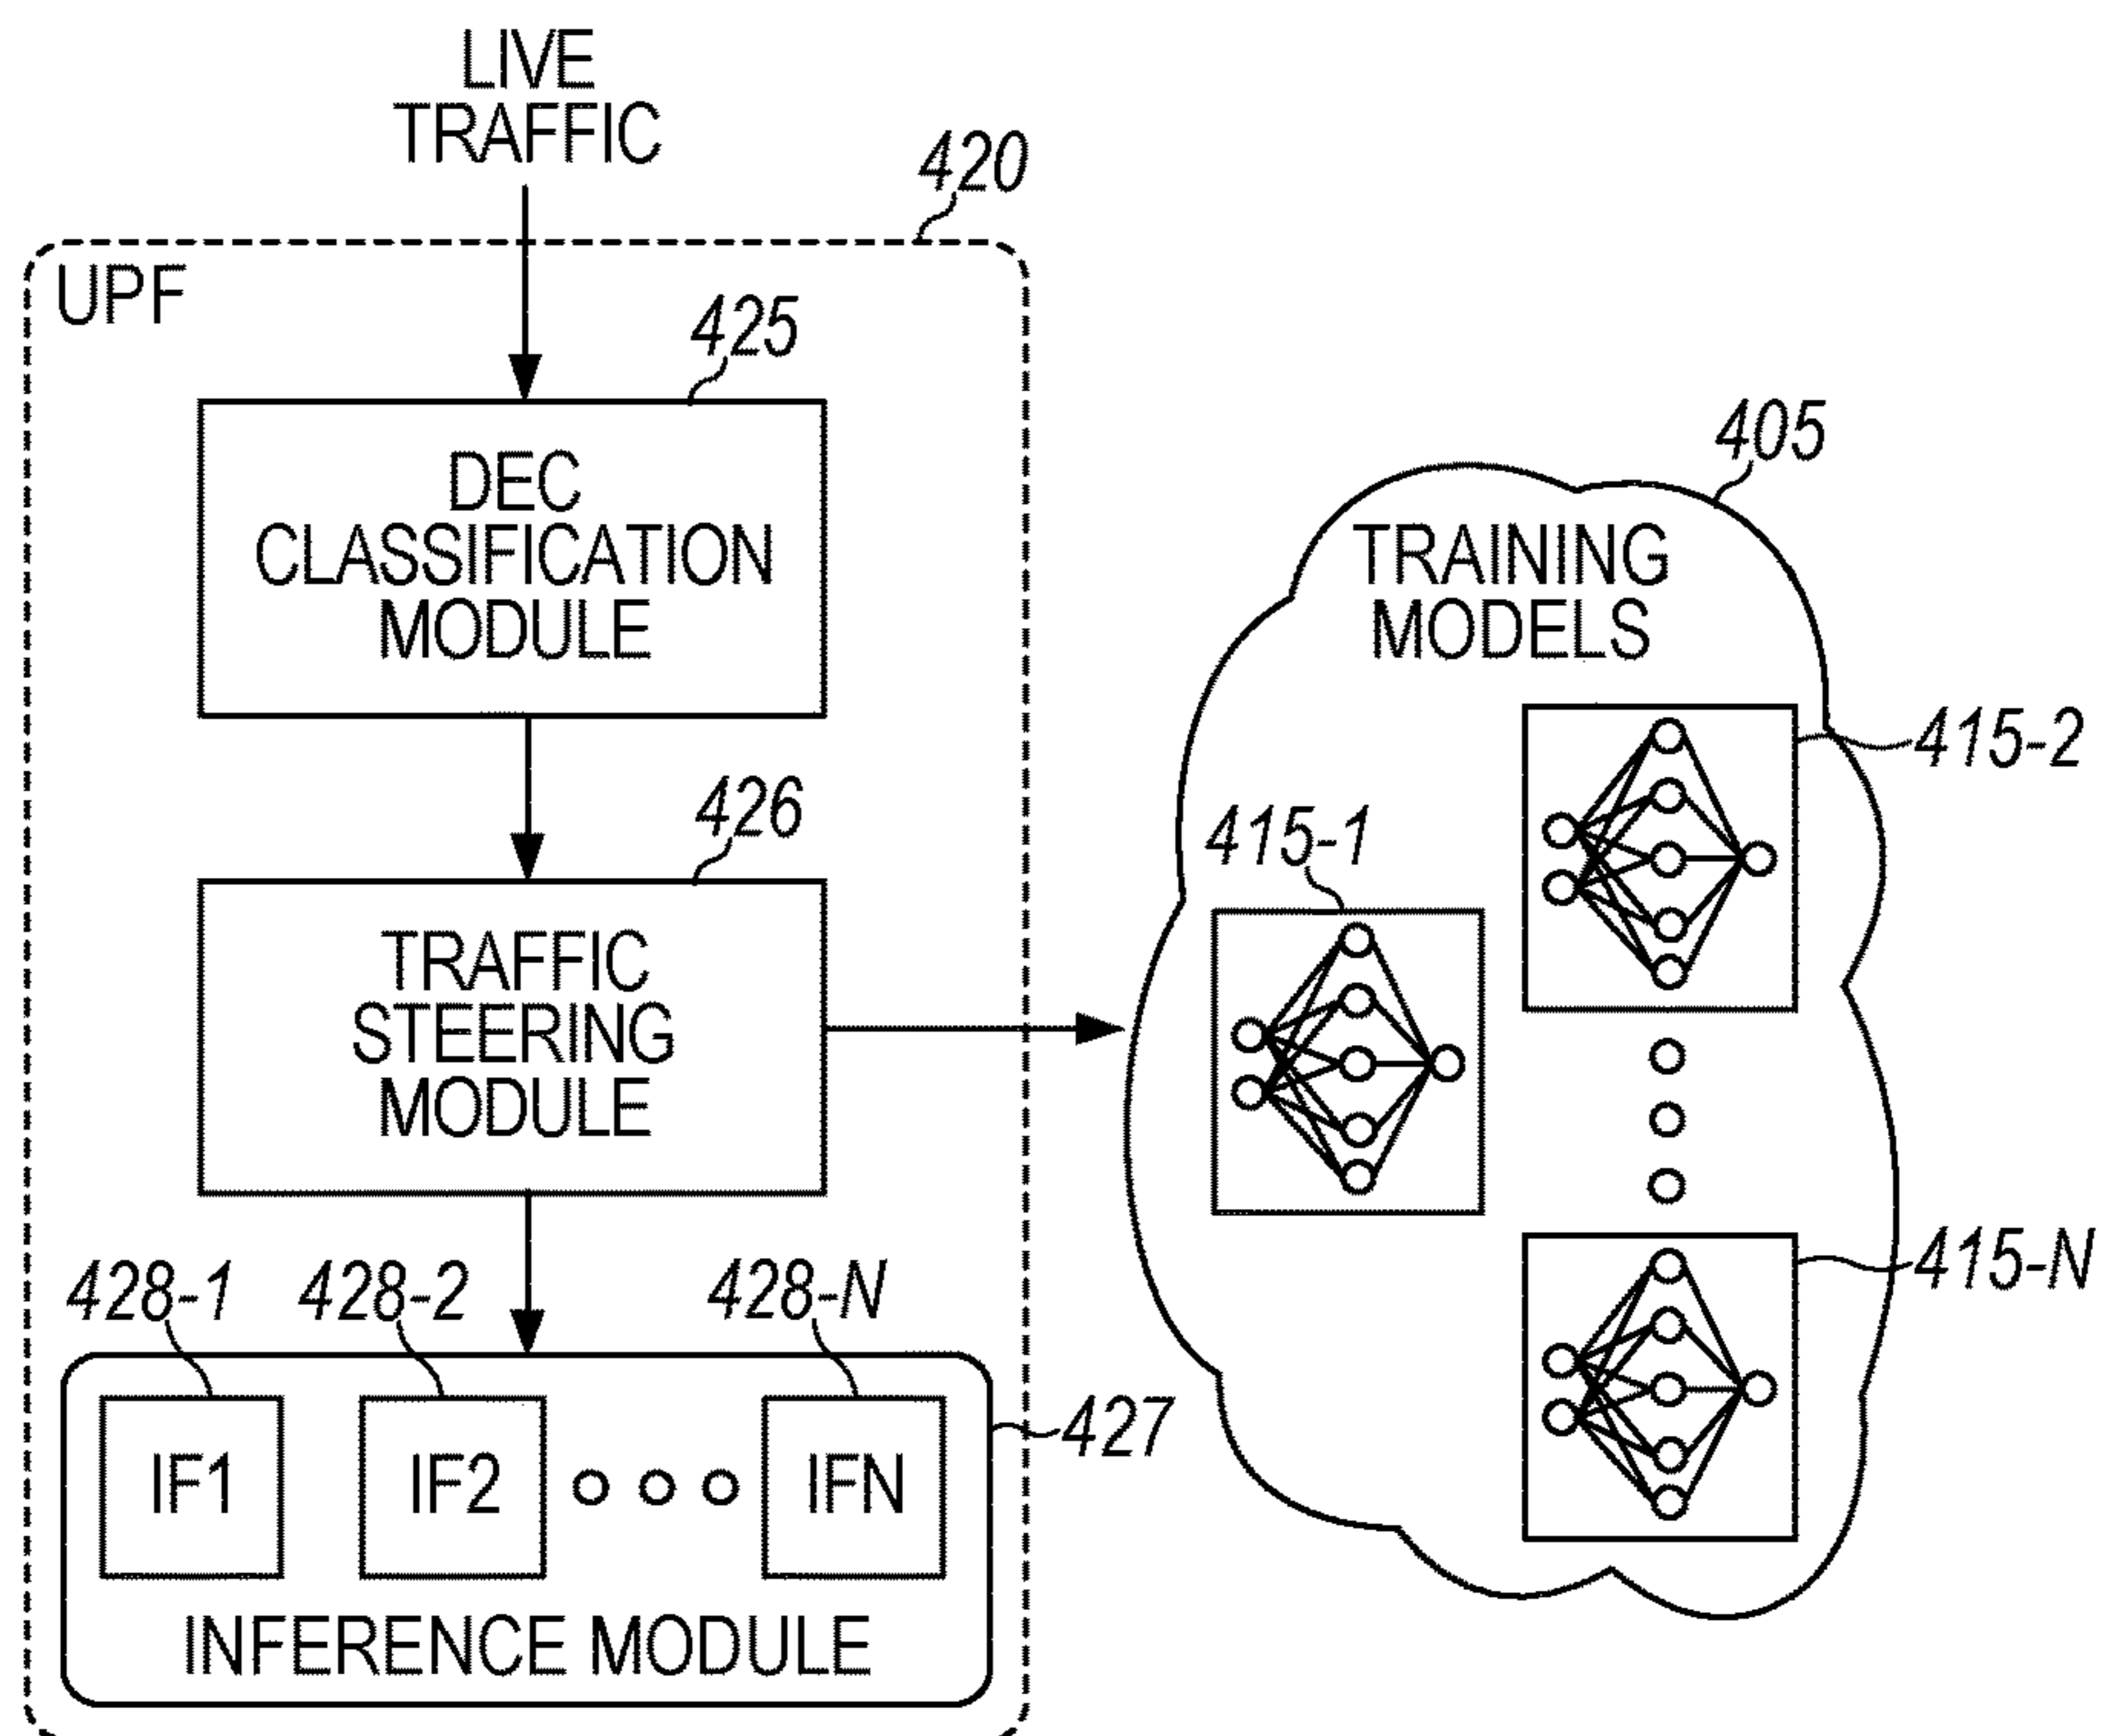 LIVE
TRAFFIC
420
UPF
425
DEC
CLASSIFICATION
MODULE
426
TRAFFIC
STEERING
MODULE
428-1
428-2
428-N
427
IF1
IF2
IFN
INFERENCE MODULE
405
TRAINING
MODELS
415-2
415-1
415-N